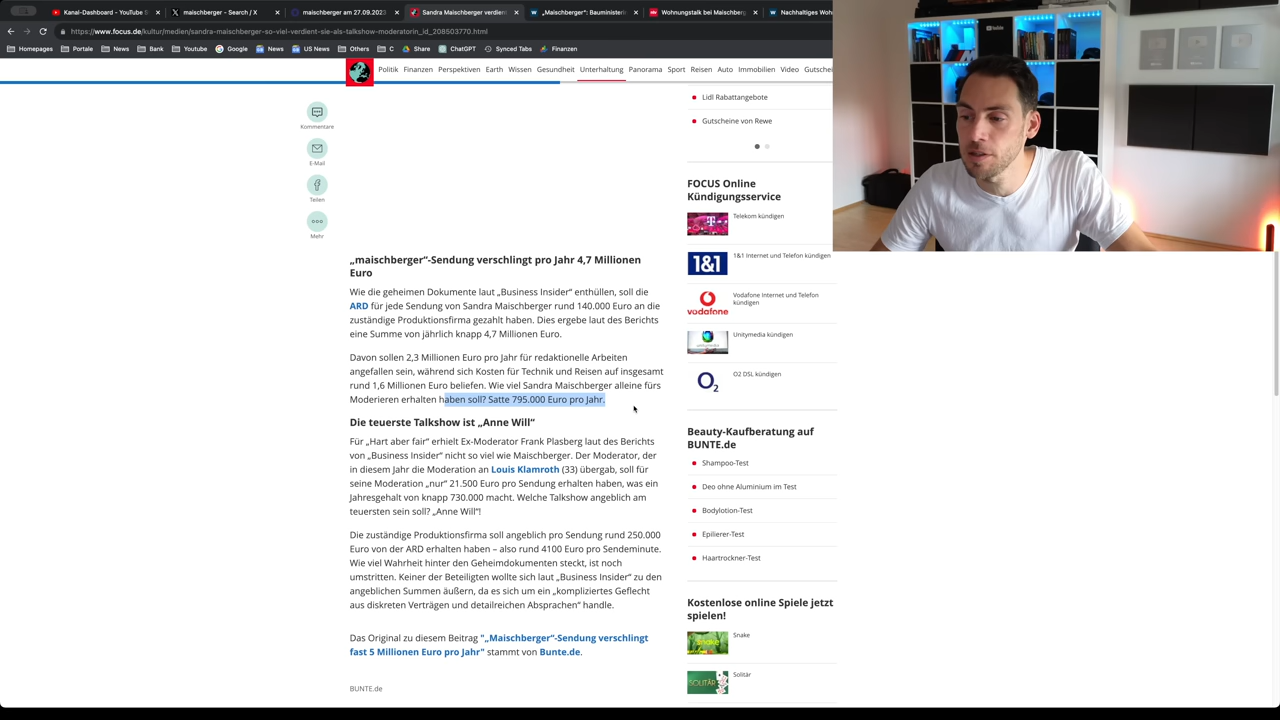 Kanal-Dashboard - YouTube S
maischberger - Search / X
maischberger am 27.09.2023
Sandra Maischberger verdien
„Maischberger": Bauministeri
Wohnungstalk bei Maischberg
Nachhaltiges Wohn
https://www.focus.de/kultur/medien/sandra-maischberger-so-viel-verdient-sie-als-talkshow-moderatorin_id_208503770.html
Homepages
Portale
News
Bank
Youtube
Google
News
US News
Others
C
Share
ChatGPT
Synced Tabs
Finanzen
Politik Finanzen Perspektiven Earth Wissen Gesundheit Kultur Unterhaltung Panorama Sport Reisen Auto Immobilien Video Gutschei
Kommentare
E-Mail
Teilen
Mehr
„maischberger“-Sendung verschlingt pro Jahr 4,7 Millionen
Euro
Wie die geheimen Dokumente laut „Business Insider“ enthüllen, soll die
ARD für jede Sendung von Sandra Maischberger rund 140.000 Euro an die
zuständige Produktionsfirma gezahlt haben. Dies ergebe laut des Berichts
eine Summe von jährlich knapp 4,7 Millionen Euro.
Davon sollen 2,3 Millionen Euro pro Jahr für redaktionelle Arbeiten
angefallen sein, während sich Kosten für Technik und Reisen auf insgesamt
rund 1,6 Millionen Euro beliefen. Wie viel Sandra Maischberger alleine fürs
Moderieren erhalten haben soll? Satte 795.000 Euro pro Jahr.
Die teuerste Talkshow ist „Anne Will“
Für „Hart aber fair“ erhielt Ex-Moderator Frank Plasberg laut des Berichts
von „Business Insider“ nicht so viel wie Maischberger. Der Moderator, der
in diesem Jahr die Moderation an Louis Klamroth (33) übergab, soll für
seine Moderation „nur“ 21.500 Euro pro Sendung erhalten haben, was ein
Jahresgehalt von knapp 730.000 macht. Welche Talkshow angeblich am
teuersten sein soll? „Anne Will“!
Die zuständige Produktionsfirma soll angeblich pro Sendung rund 250.000
Euro von der ARD erhalten haben – also rund 4100 Euro pro Sendeminute.
Wie viel Wahrheit hinter den Geheimdokumenten steckt, ist noch
umstritten. Keiner der Beteiligten wollte sich laut „Business Insider“ zu den
angeblichen Summen äußern, da es sich um ein „kompliziertes Geflecht
aus diskreten Verträgen und detailreichen Absprachen“ handle.
Das Original zu diesem Beitrag "„Maischberger“-Sendung verschlingt
fast 5 Millionen Euro pro Jahr" stammt von Bunte.de.
BUNTE.de
Lidl Rabattangebote
Gutscheine von Rewe
FOCUS Online
Kündigungsservice
Telekom kündigen
1&1
1&1 Internet und Telefon kündigen
vodafone
Vodafone Internet und Telefon
kündigen
Unitymedia kündigen
O2
O2 DSL kündigen
Beauty-Kaufberatung auf
BUNTE.de
Shampoo-Test
Deo ohne Aluminium im Test
Bodylotion-Test
Epilierer-Test
Haartrockner-Test
Kostenlose online Spiele jetzt
spielen!
Snake
SOLITÄR
Solitär